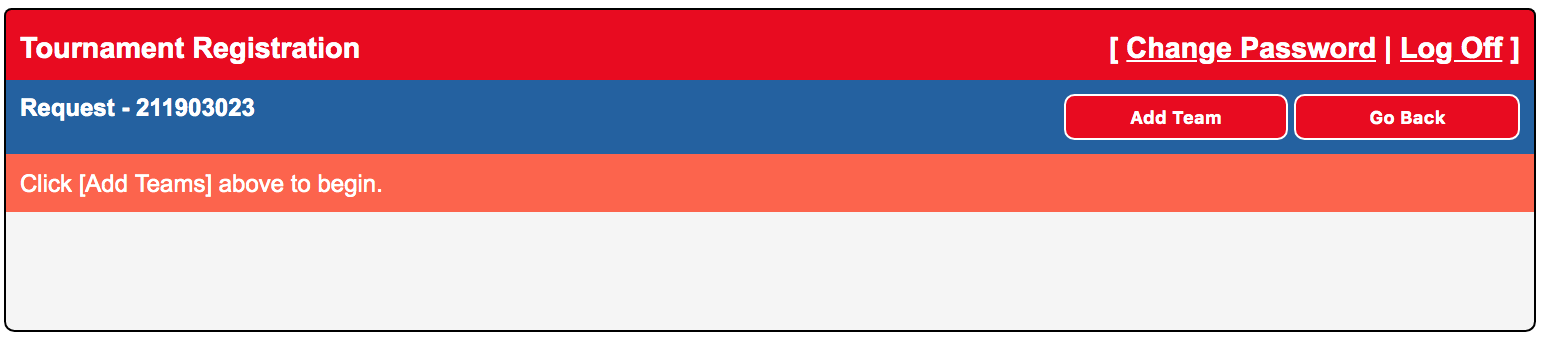 Tournament Registration [ Change Password | Log Off ]
Request - 211903023 Add Team Go Back
Click [Add Teams] above to begin.